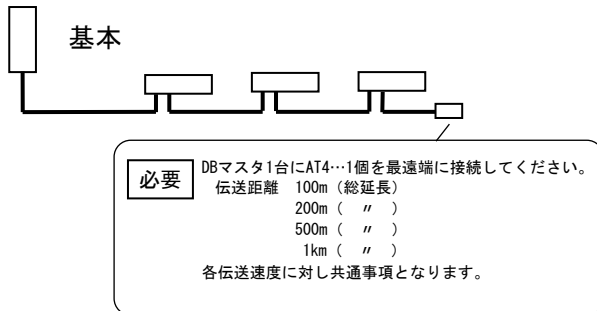 基本
必要
DBマスタ1台にAT4…1個を最遠端に接続してください。
伝送距離 100m（総延長）
200m（ 〃 ）
500m（ 〃 ）
1km（ 〃 ）
各伝送速度に対し共通事項となります。